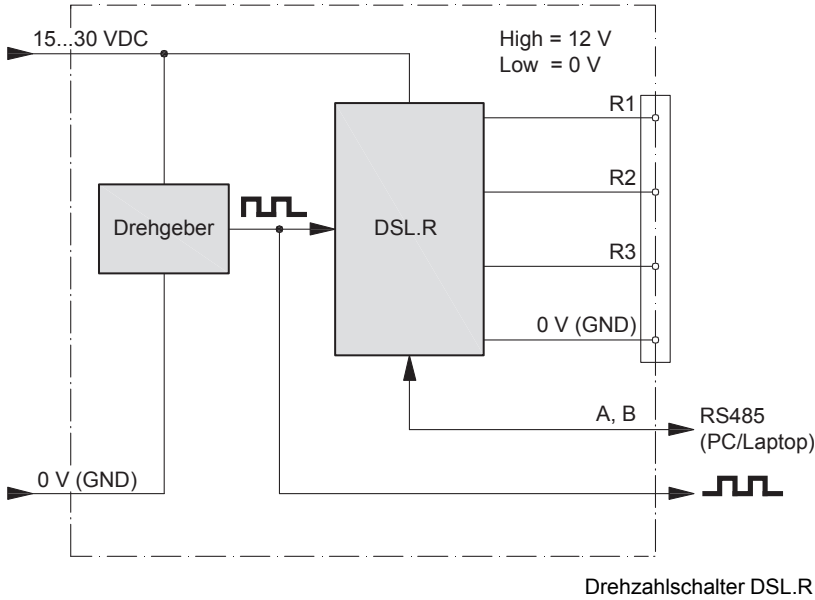 15...30 VDC
High = 12 V
Low = 0 V
R1
R2
Drehgeber
DSL.R
R3
0 V (GND)
A, B
RS485
(PC/Laptop)
0 V (GND)
Drehzahlschalter DSL.R